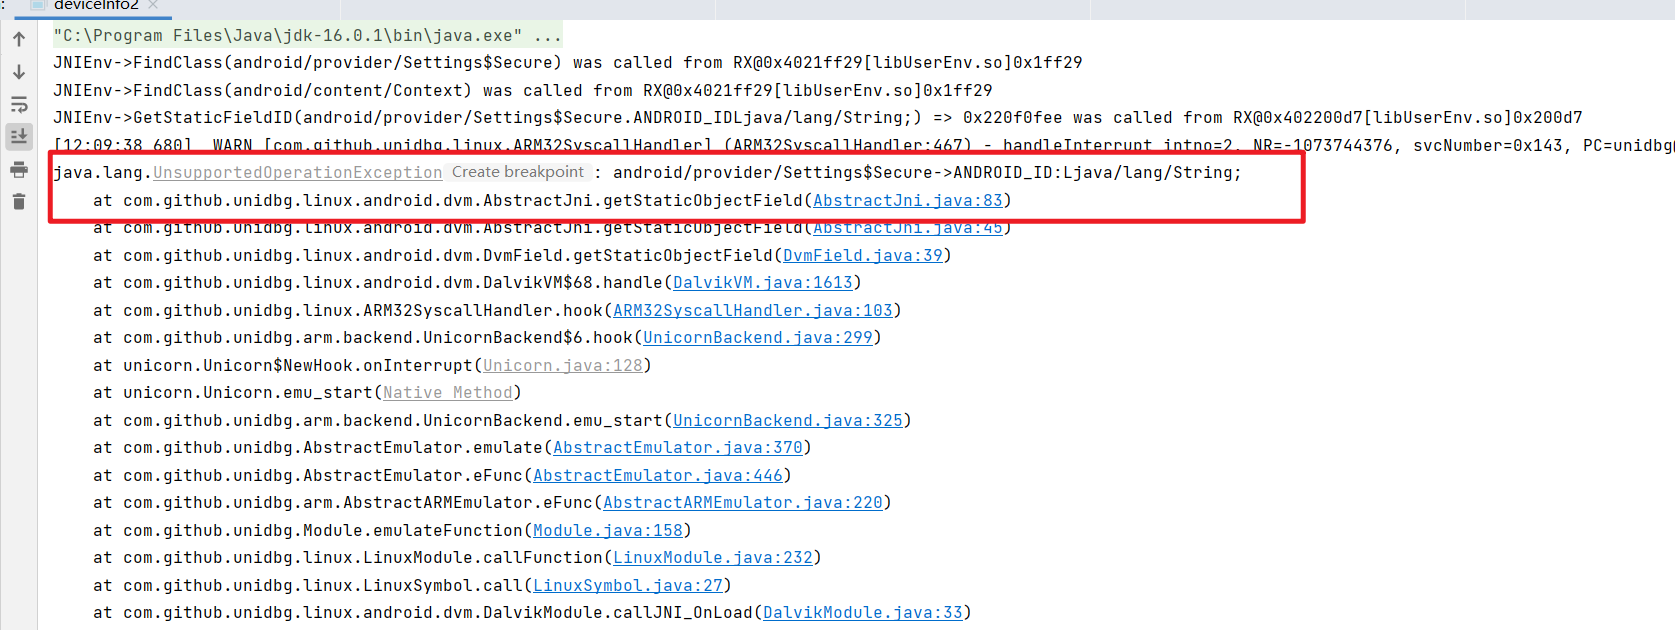 deviceInfo2
"C:\Program Files\Java\jdk-16.0.1\bin\java.exe" ...
JNIEnv->FindClass(android/provider/Settings$Secure) was called from RX@0x4021ff29[libUserEnv.so]0x1ff29
JNIEnv->FindClass(android/content/Context) was called from RX@0x4021ff29[libUserEnv.so]0x1ff29
JNIEnv->GetStaticFieldID(android/provider/Settings$Secure.ANDROID_IDLjava/lang/String;) => 0x220f0fee was called from RX@0x402200d7[libUserEnv.so]0x200d7
[12:09:38 680]  WARN [com.github.unidbg.linux.ARM32SyscallHandler] (ARM32SyscallHandler:467) - handleInterrupt intno=2, NR=-1073744376, svcNumber=0x143, PC=unidbg@
java.lang.UnsupportedOperationException Create breakpoint : android/provider/Settings$Secure->ANDROID_ID:Ljava/lang/String;
at com.github.unidbg.linux.android.dvm.AbstractJni.getStaticObjectField(AbstractJni.java:83)
at com.github.unidbg.linux.android.dvm.AbstractJni.getStaticObjectField(AbstractJni.java:45)
at com.github.unidbg.linux.android.dvm.DvmField.getStaticObjectField(DvmField.java:39)
at com.github.unidbg.linux.android.dvm.DalvikVM$68.handle(DalvikVM.java:1613)
at com.github.unidbg.linux.ARM32SyscallHandler.hook(ARM32SyscallHandler.java:103)
at com.github.unidbg.arm.backend.UnicornBackend$6.hook(UnicornBackend.java:299)
at unicorn.Unicorn$NewHook.onInterrupt(Unicorn.java:128)
at unicorn.Unicorn.emu_start(Native Method)
at com.github.unidbg.arm.backend.UnicornBackend.emu_start(UnicornBackend.java:325)
at com.github.unidbg.AbstractEmulator.emulate(AbstractEmulator.java:370)
at com.github.unidbg.AbstractEmulator.eFunc(AbstractEmulator.java:446)
at com.github.unidbg.arm.AbstractARMEmulator.eFunc(AbstractARMEmulator.java:220)
at com.github.unidbg.Module.emulateFunction(Module.java:158)
at com.github.unidbg.linux.LinuxModule.callFunction(LinuxModule.java:232)
at com.github.unidbg.linux.LinuxSymbol.call(LinuxSymbol.java:27)
at com.github.unidbg.linux.android.dvm.DalvikModule.callJNI_OnLoad(DalvikModule.java:33)